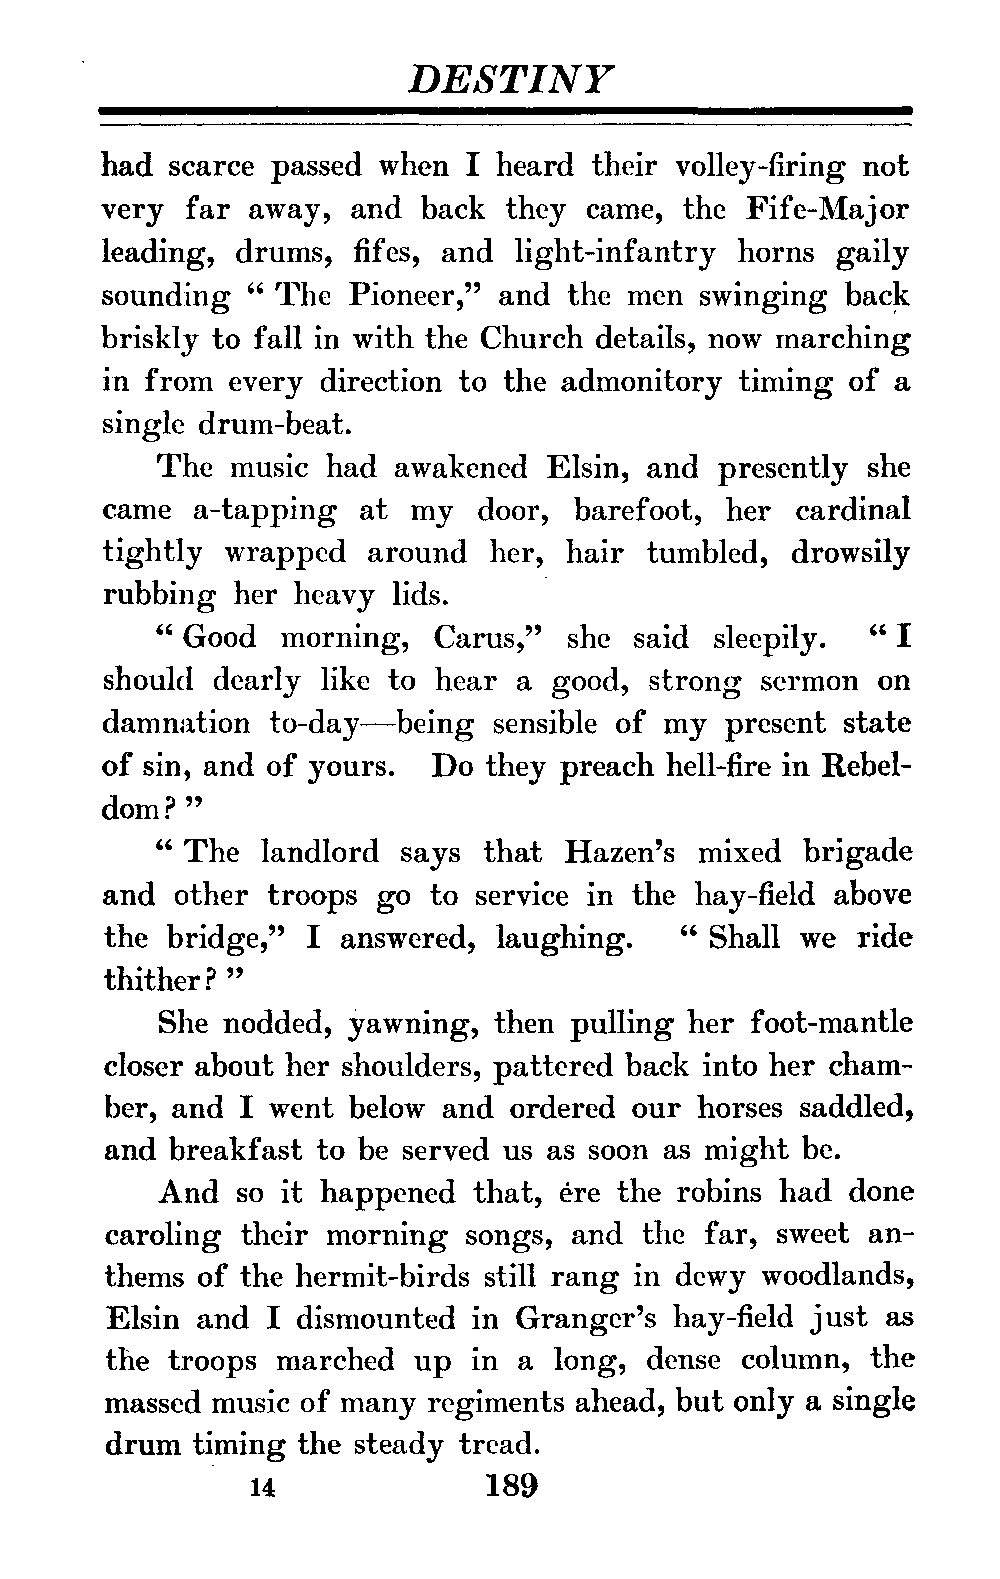 DESTINY
had scarce passed when I heard their volley-firing not
very far away, and back they came, the Fife-Major
leading, drums, fifes, and light-infantry horns gaily
sounding “ The Pioneer,” and the men swinging back
briskly to fall in with the Church details, now marching
in from every direction to the admonitory timing of a
single drum-beat.
The music had awakened Elsin, and presently she
came a-tapping at my door, barefoot, her cardinal
tightly wrapped around her, hair tumbled, drowsily
rubbing her heavy lids.
“ Good morning, Carus,” she said sleepily. “ I
should dearly like to hear a good, strong sermon on
damnation to-day—being sensible of my present state
of sin, and of yours. Do they preach hell-fire in Rebel-
dom? ”
“ The landlord says that Hazen’s mixed brigade
and other troops go to service in the hay-field above
the bridge,” I answered, laughing. “ Shall we ride
thither? ”
She nodded, yawning, then pulling her foot-mantle
closer about her shoulders, pattered back into her cham-
ber, and I went below and ordered our horses saddled,
and breakfast to be served us as soon as might be.
And so it happened that, ere the robins had done
caroling their morning songs, and the far, sweet an-
thems of the hermit-birds still rang in dewy woodlands,
Elsin and I dismounted in Granger’s hay-field just as
the troops marched up in a long, dense column, the
massed music of many regiments ahead, but only a single
drum timing the steady tread.
14 189